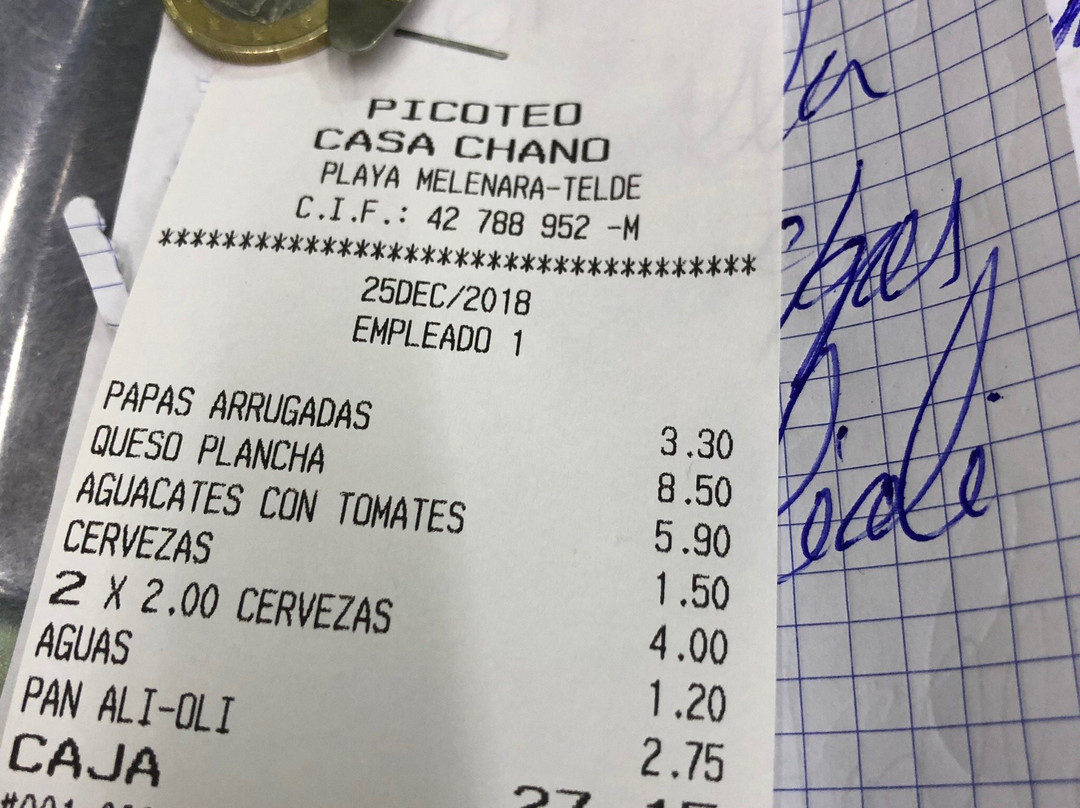 PICOTEO
CASA CHANO
PLAYA MELENARA-TELDE
C.I.F.: 42 788 952 -M
**************************************
25DEC/2018
EMPLEADO 1
PAPAS ARRUGADAS 3.30
QUESO PLANCHA 8.50
AGUACATES CON TOMATES 5.90
CERVEZAS 1.50
2 X 2.00 CERVEZAS 4.00
AGUAS 1.20
PAN ALI-OLI 2.75
CAJA 27.15